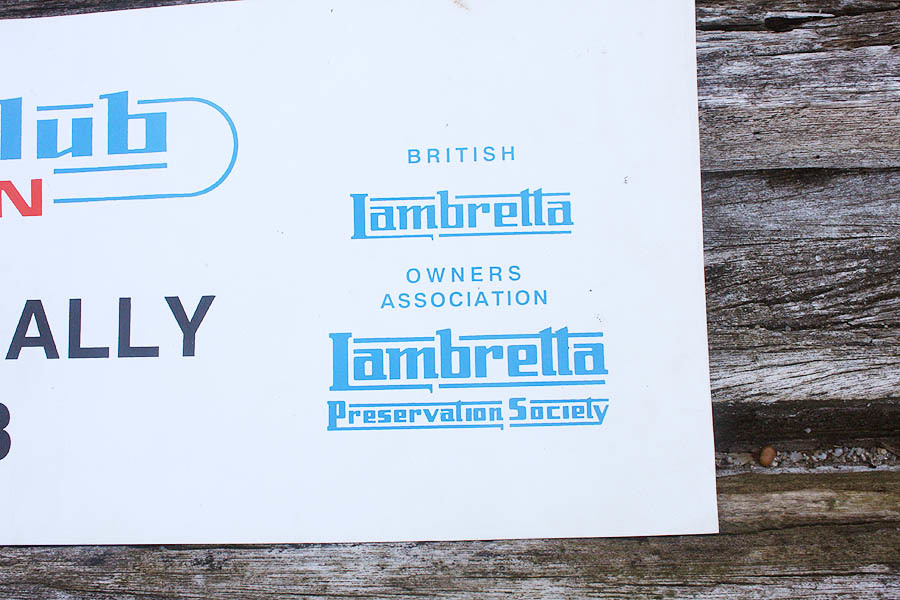 lub
N
ALLY
BRITISH
Lambretta
OWNERS
ASSOCIATION
Lambretta
Preservation Society